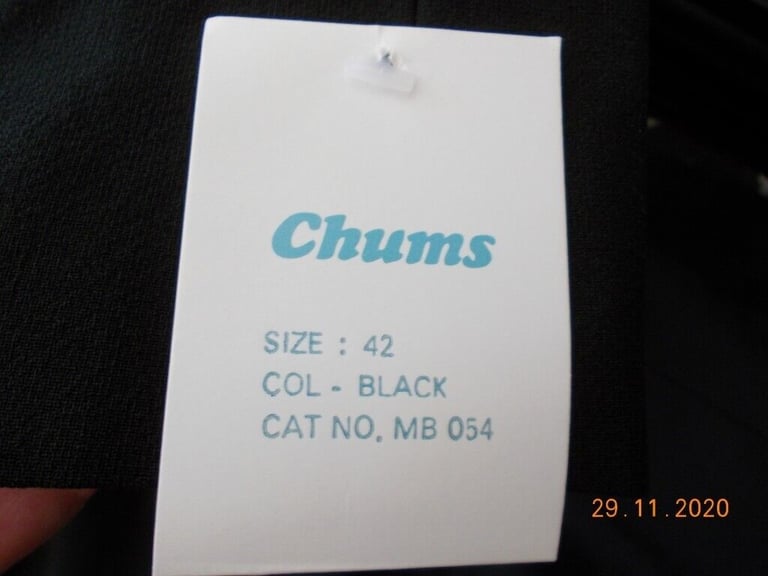 Chums
SIZE : 42
COL - BLACK
CAT NO. MB 054
29.11.2020